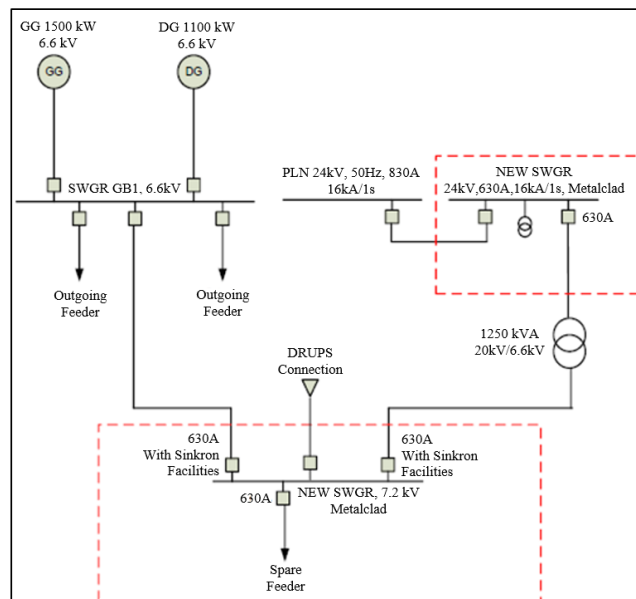 GG 1500 kW
6.6 kV
DG 1100 kW
6.6 kV
GG
DG
SWGR GB1, 6.6kV
PLN 24kV, 50Hz, 830A
16kA/1s
NEW SWGR
24kV,630A,16kA/1s, Metalclad
630A
Outgoing
Feeder
Outgoing
Feeder
1250 kVA
20kV/6.6kV
DRUPS
Connection
630A
With Sinkron
Facilities
630A
With Sinkron
Facilities
630A
NEW SWGR, 7.2 kV
Metalclad
Spare
Feeder